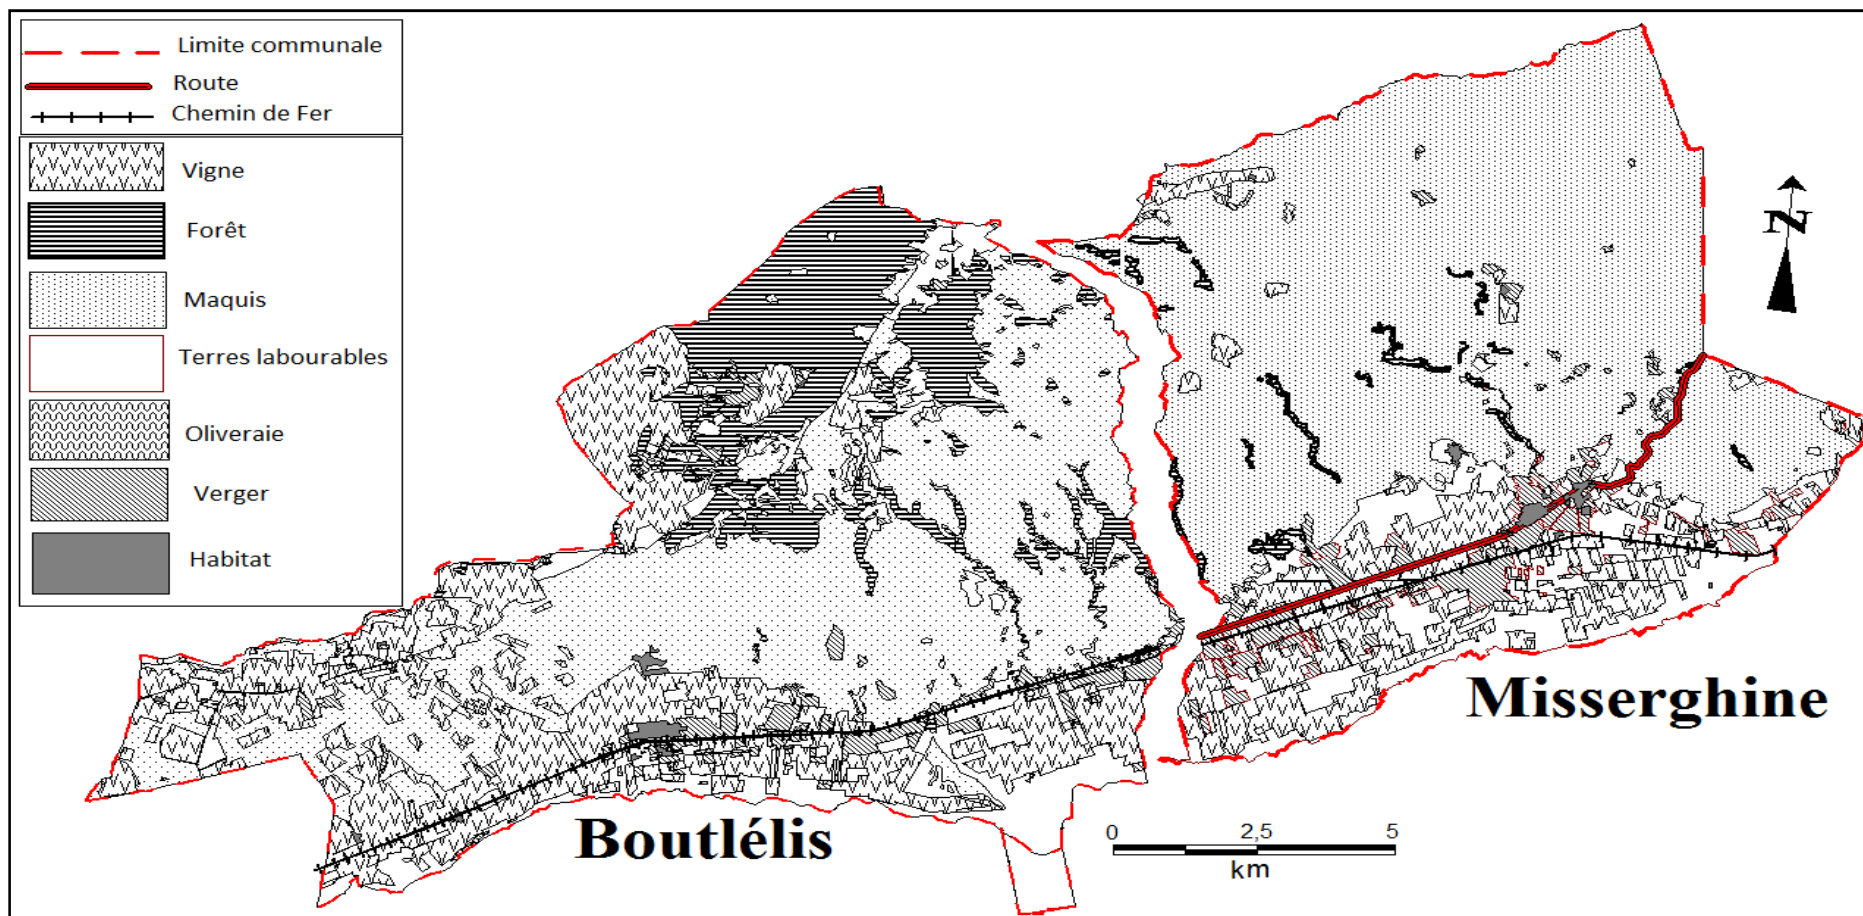 Limite communale
Route
Chemin de Fer
Vigne
Forêt
Maquis
Terres labourables
Oliveraie
Verger
Habitat
N
Misserghine
Boutlélis
0 2,5 5
km